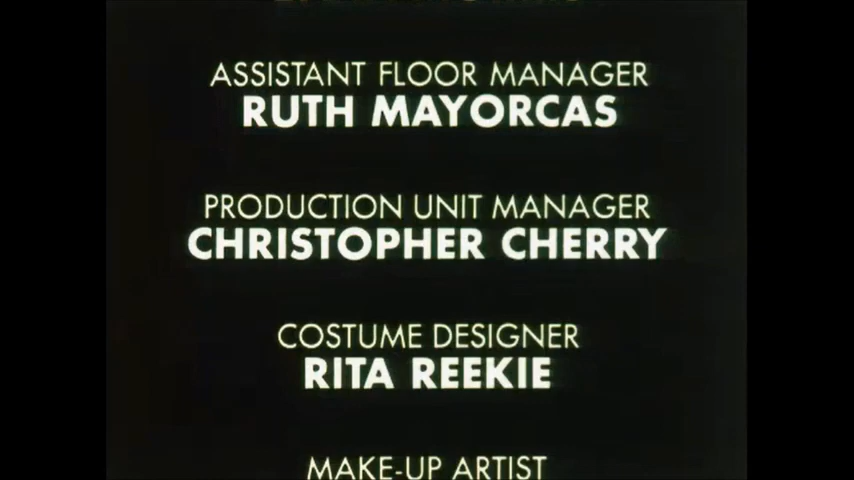 ASSISTANT FLOOR MANAGER
RUTH MAYORCAS
PRODUCTION UNIT MANAGER
CHRISTOPHER CHERRY
COSTUME DESIGNER
RITA REEKIE
MAKE-UP ARTIST